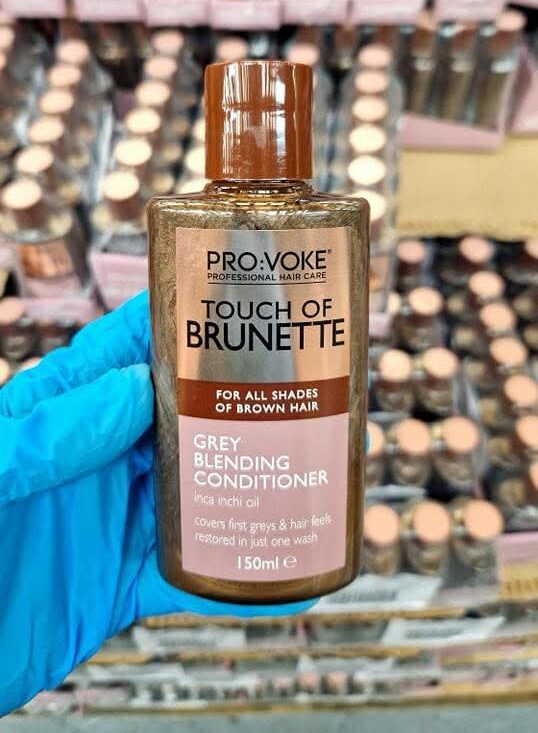 PRO:VOKE®
PROFESSIONAL HAIR CARE
TOUCH OF
BRUNETTE
FOR ALL SHADES
OF BROWN HAIR
GREY
BLENDING
CONDITIONER
inca inchi oil
covers first greys & hair feels
restored in just one wash
150ml ℮